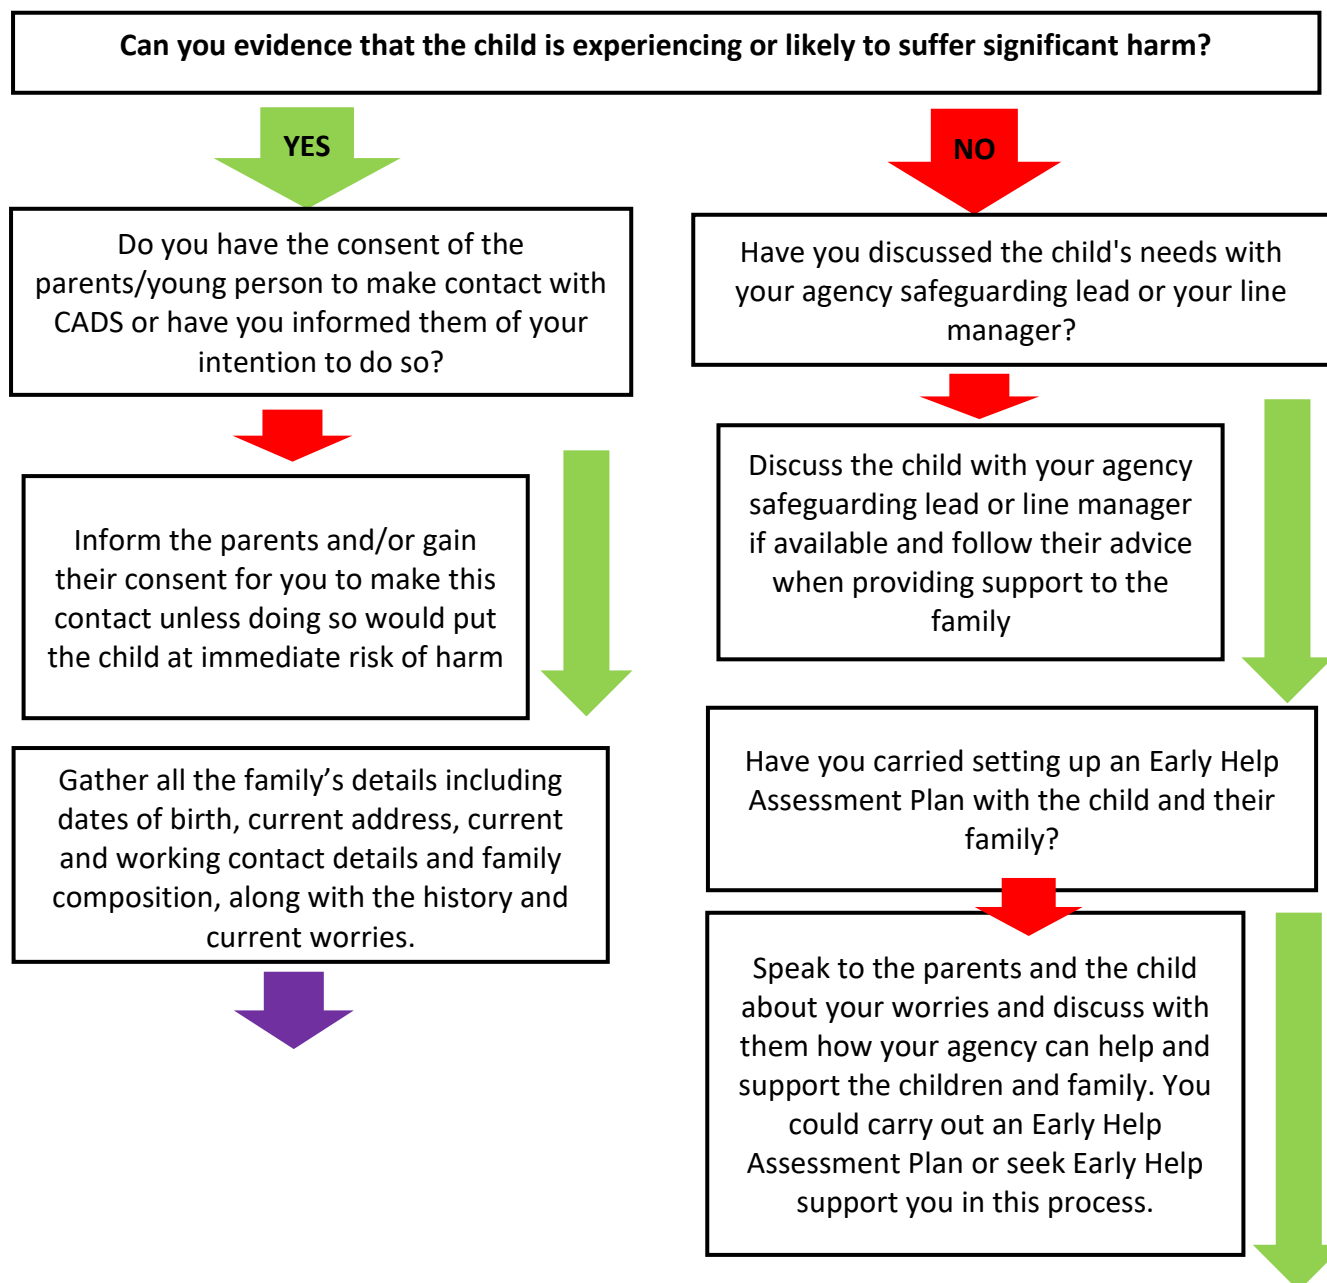 Can you evidence that the child is experiencing or likely to suffer significant harm?
YES
NO
Do you have the consent of the
parents/young person to make contact with
CADS or have you informed them of your
intention to do so?
Have you discussed the child's needs with
your agency safeguarding lead or your line
manager?
Inform the parents and/or gain
their consent for you to make this
contact unless doing so would put
the child at immediate risk of harm
Discuss the child with your agency
safeguarding lead or line manager
if available and follow their advice
when providing support to the
family
Gather all the family’s details including
dates of birth, current address, current
and working contact details and family
composition, along with the history and
current worries.
Have you carried setting up an Early Help
Assessment Plan with the child and their
family?
Speak to the parents and the child
about your worries and discuss with
them how your agency can help and
support the children and family. You
could carry out an Early Help
Assessment Plan or seek Early Help
support you in this process.